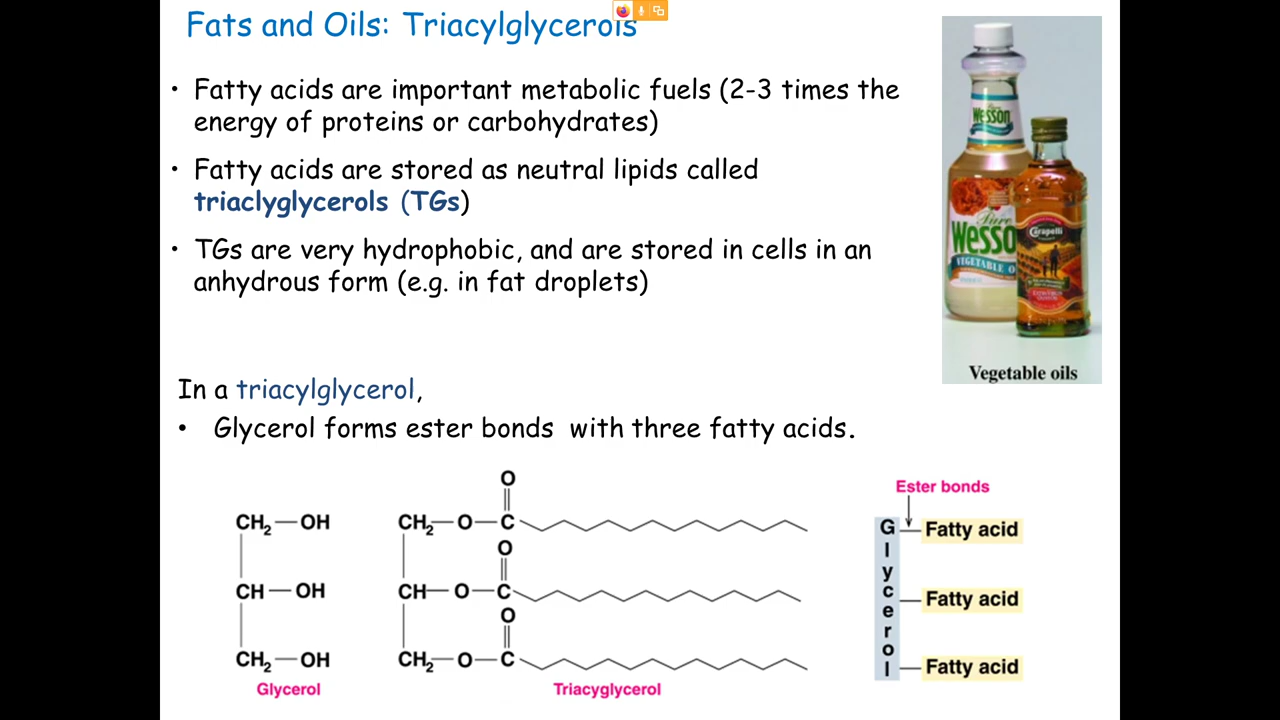 Fats and Oils: Triacylglycerols
• Fatty acids are important metabolic fuels (2-3 times the
energy of proteins or carbohydrates)
• Fatty acids are stored as neutral lipids called
triaclyglycerols (TGs)
• TGs are very hydrophobic, and are stored in cells in an
anhydrous form (e.g. in fat droplets)
Wesson
Pure
Wesso
VEGETABLE O
Carapelli
Vegetable oils
In a triacylglycerol,
• Glycerol forms ester bonds with three fatty acids.
CH2—OH
CH—OH
CH2—OH
Glycerol
O
CH2—O—C
O
CH—O—C
O
CH2—O—C
Triacyglycerol
Ester bonds
Glycerol
Fatty acid
Fatty acid
Fatty acid